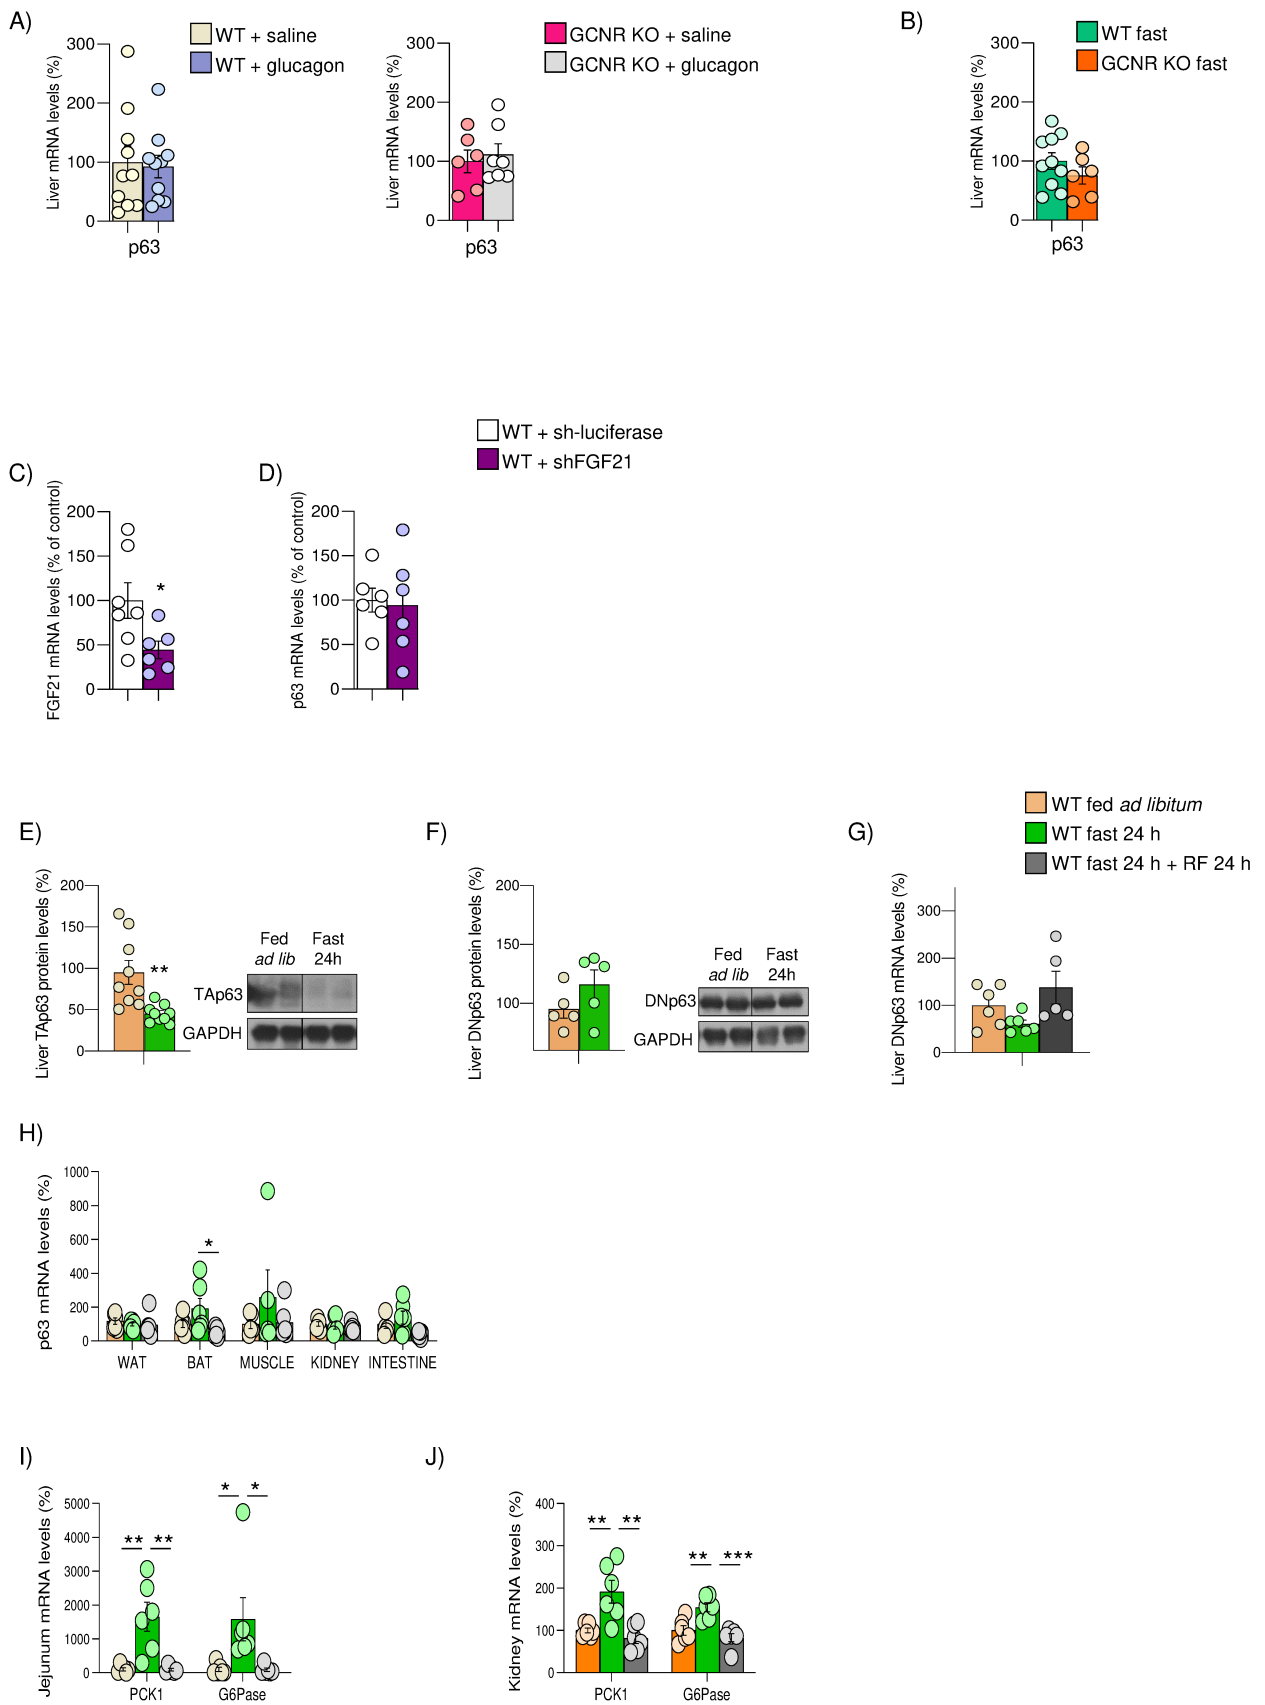 A)
WT + saline
WT + glucagon
GCNR KO + saline
GCNR KO + glucagon
B)
WT fast
GCNR KO fast
Liver mRNA levels (%)
300
200
100
0
p63
Liver mRNA levels (%)
300
200
100
0
p63
Liver mRNA levels (%)
300
200
100
0
p63
WT + sh-luciferase
WT + shFGF21
C)
FGF21 mRNA levels (% of control)
200
150
100
50
0
*
D)
p63 mRNA levels (% of control)
200
150
100
50
0
WT fed ad libitum
WT fast 24 h
WT fast 24 h + RF 24 h
E)
Liver TAp63 protein levels (%)
200
150
100
50
0
**
Fed
ad lib
Fast
24h
TAp63
GAPDH
F)
Liver DNp63 protein levels (%)
200
150
100
Fed
ad lib
Fast
24h
DNp63
GAPDH
G)
Liver DNp63 mRNA levels (%)
300
200
100
0
H)
p63 mRNA levels (%)
1000
800
600
400
200
0
*
WAT
BAT
MUSCLE
KIDNEY
INTESTINE
I)
Jejunum mRNA levels (%)
5000
4000
3000
2000
1000
0
** **
* *
PCK1
G6Pase
J)
Kidney mRNA levels (%)
400
300
200
100
0
** **
** ***
PCK1
G6Pase